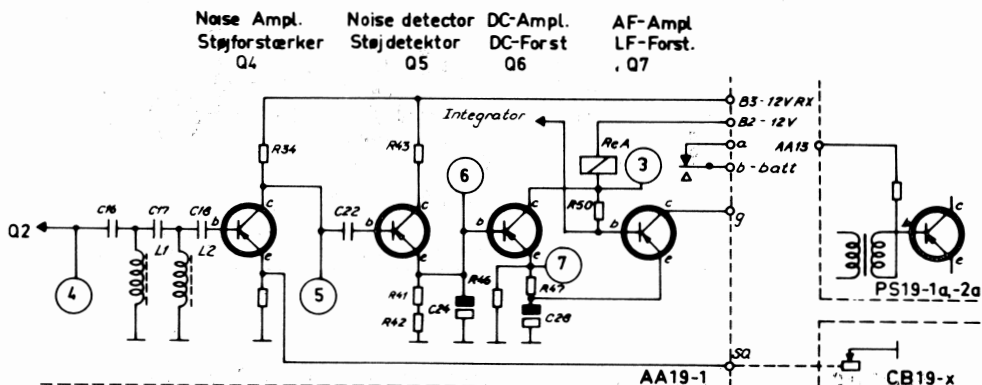 Noise Ampl.
Støjforstærker
Q4
Noise detector
Støjdetektor
Q5
DC-Ampl.
DC-Forst
Q6
AF-Ampl
LF-Forst.
Q7
B3-12V RX
Integrator
B2-12V
ReA
a
AA13
b-batt
R34
R43
6
3
C16
C17
C18
b
c
e
C22
b
c
e
b
c
e
R50
b
c
e
g
c
e
Q2
L1
L2
4
5
7
R41
R42
C24
R46
R47
C28
PS19-1a,-2a
sq
AA19-1
CB19-x